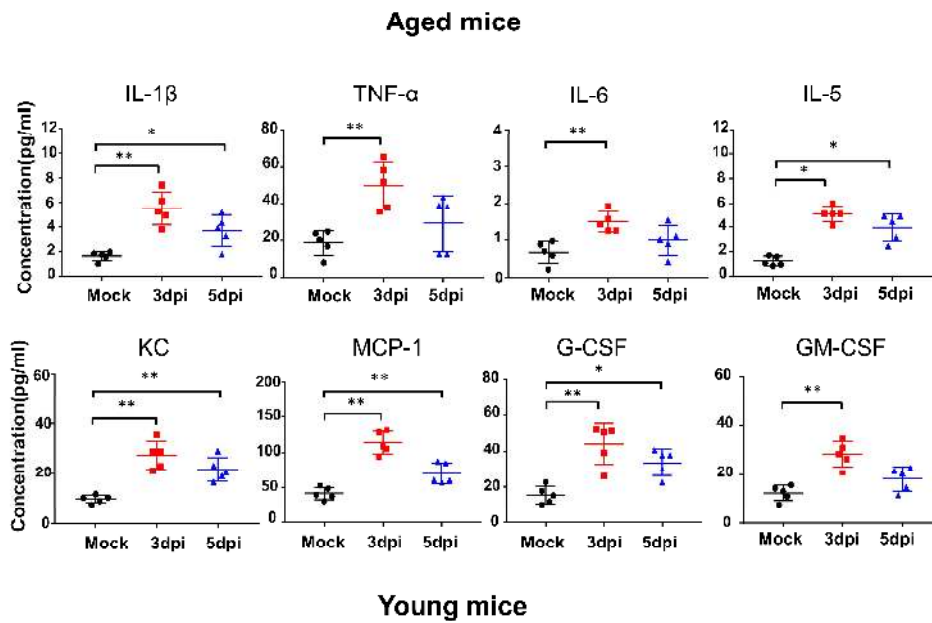 Aged mice
IL-1β TNF-α IL-6 IL-5
Concentration(pg/ml)
12 10 8 6 4 2 0
* **
Mock 3dpi 5dpi
80 60 40 20 0
**
Mock 3dpi 5dpi
4 3 2 1 0
**
Mock 3dpi 5dpi
12 10 8 6 4 2 0
* *
Mock 3dpi 5dpi
KC MCP-1 G-CSF GM-CSF
Concentration(pg/ml)
60 40 20 0
** **
Mock 3dpi 5dpi
200 150 100 50 0
** **
Mock 3dpi 5dpi
80 60 40 20 0
* **
Mock 3dpi 5dpi
60 40 20 0
**
Mock 3dpi 5dpi
Young mice